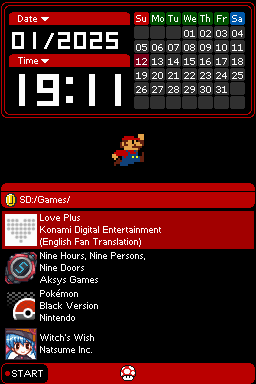 Date
01/2025
Time
19:11
Su Mo Tu We Th Fr Sa
01 02 03 04
05 06 07 08 09 10 11
12 13 14 15 16 17 18
19 20 21 22 23 24 25
26 27 28 29 30 31
SD:/Games/
Love Plus
Konami Digital Entertainment
(English Fan Translation)
Nine Hours, Nine Persons,
Nine Doors
Aksys Games
Pokémon
Black Version
Nintendo
Witch's Wish
Natsume Inc.
START